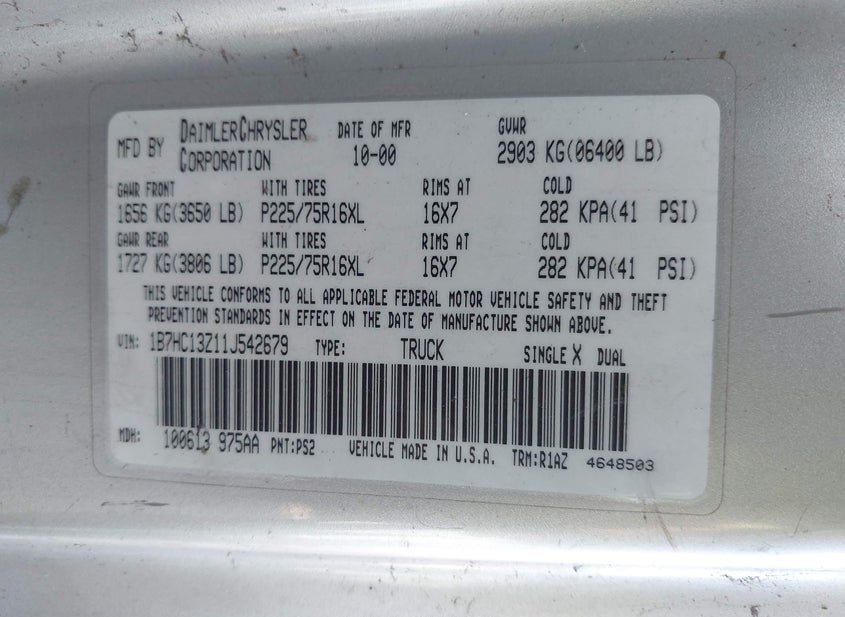 MFD BY DAIMLERCHRYSLER CORPORATION DATE OF MFR 10-00 GVWR 2903 KG(06400 LB)
GAWR FRONT WITH TIRES RIMS AT COLD
1656 KG(3650 LB) P225/75R16XL 16X7 282 KPA(41 PSI)
GAWR REAR WITH TIRES RIMS AT COLD
1727 KG(3806 LB) P225/75R16XL 16X7 282 KPA(41 PSI)
THIS VEHICLE CONFORMS TO ALL APPLICABLE FEDERAL MOTOR VEHICLE SAFETY AND THEFT
PREVENTION STANDARDS IN EFFECT ON THE DATE OF MANUFACTURE SHOWN ABOVE.
VIN: 1B7HC13Z11J542679 TYPE: TRUCK SINGLE X DUAL
MDH: 100613 975AA PNT:PS2 VEHICLE MADE IN U.S.A. TRM:R1AZ 4648503